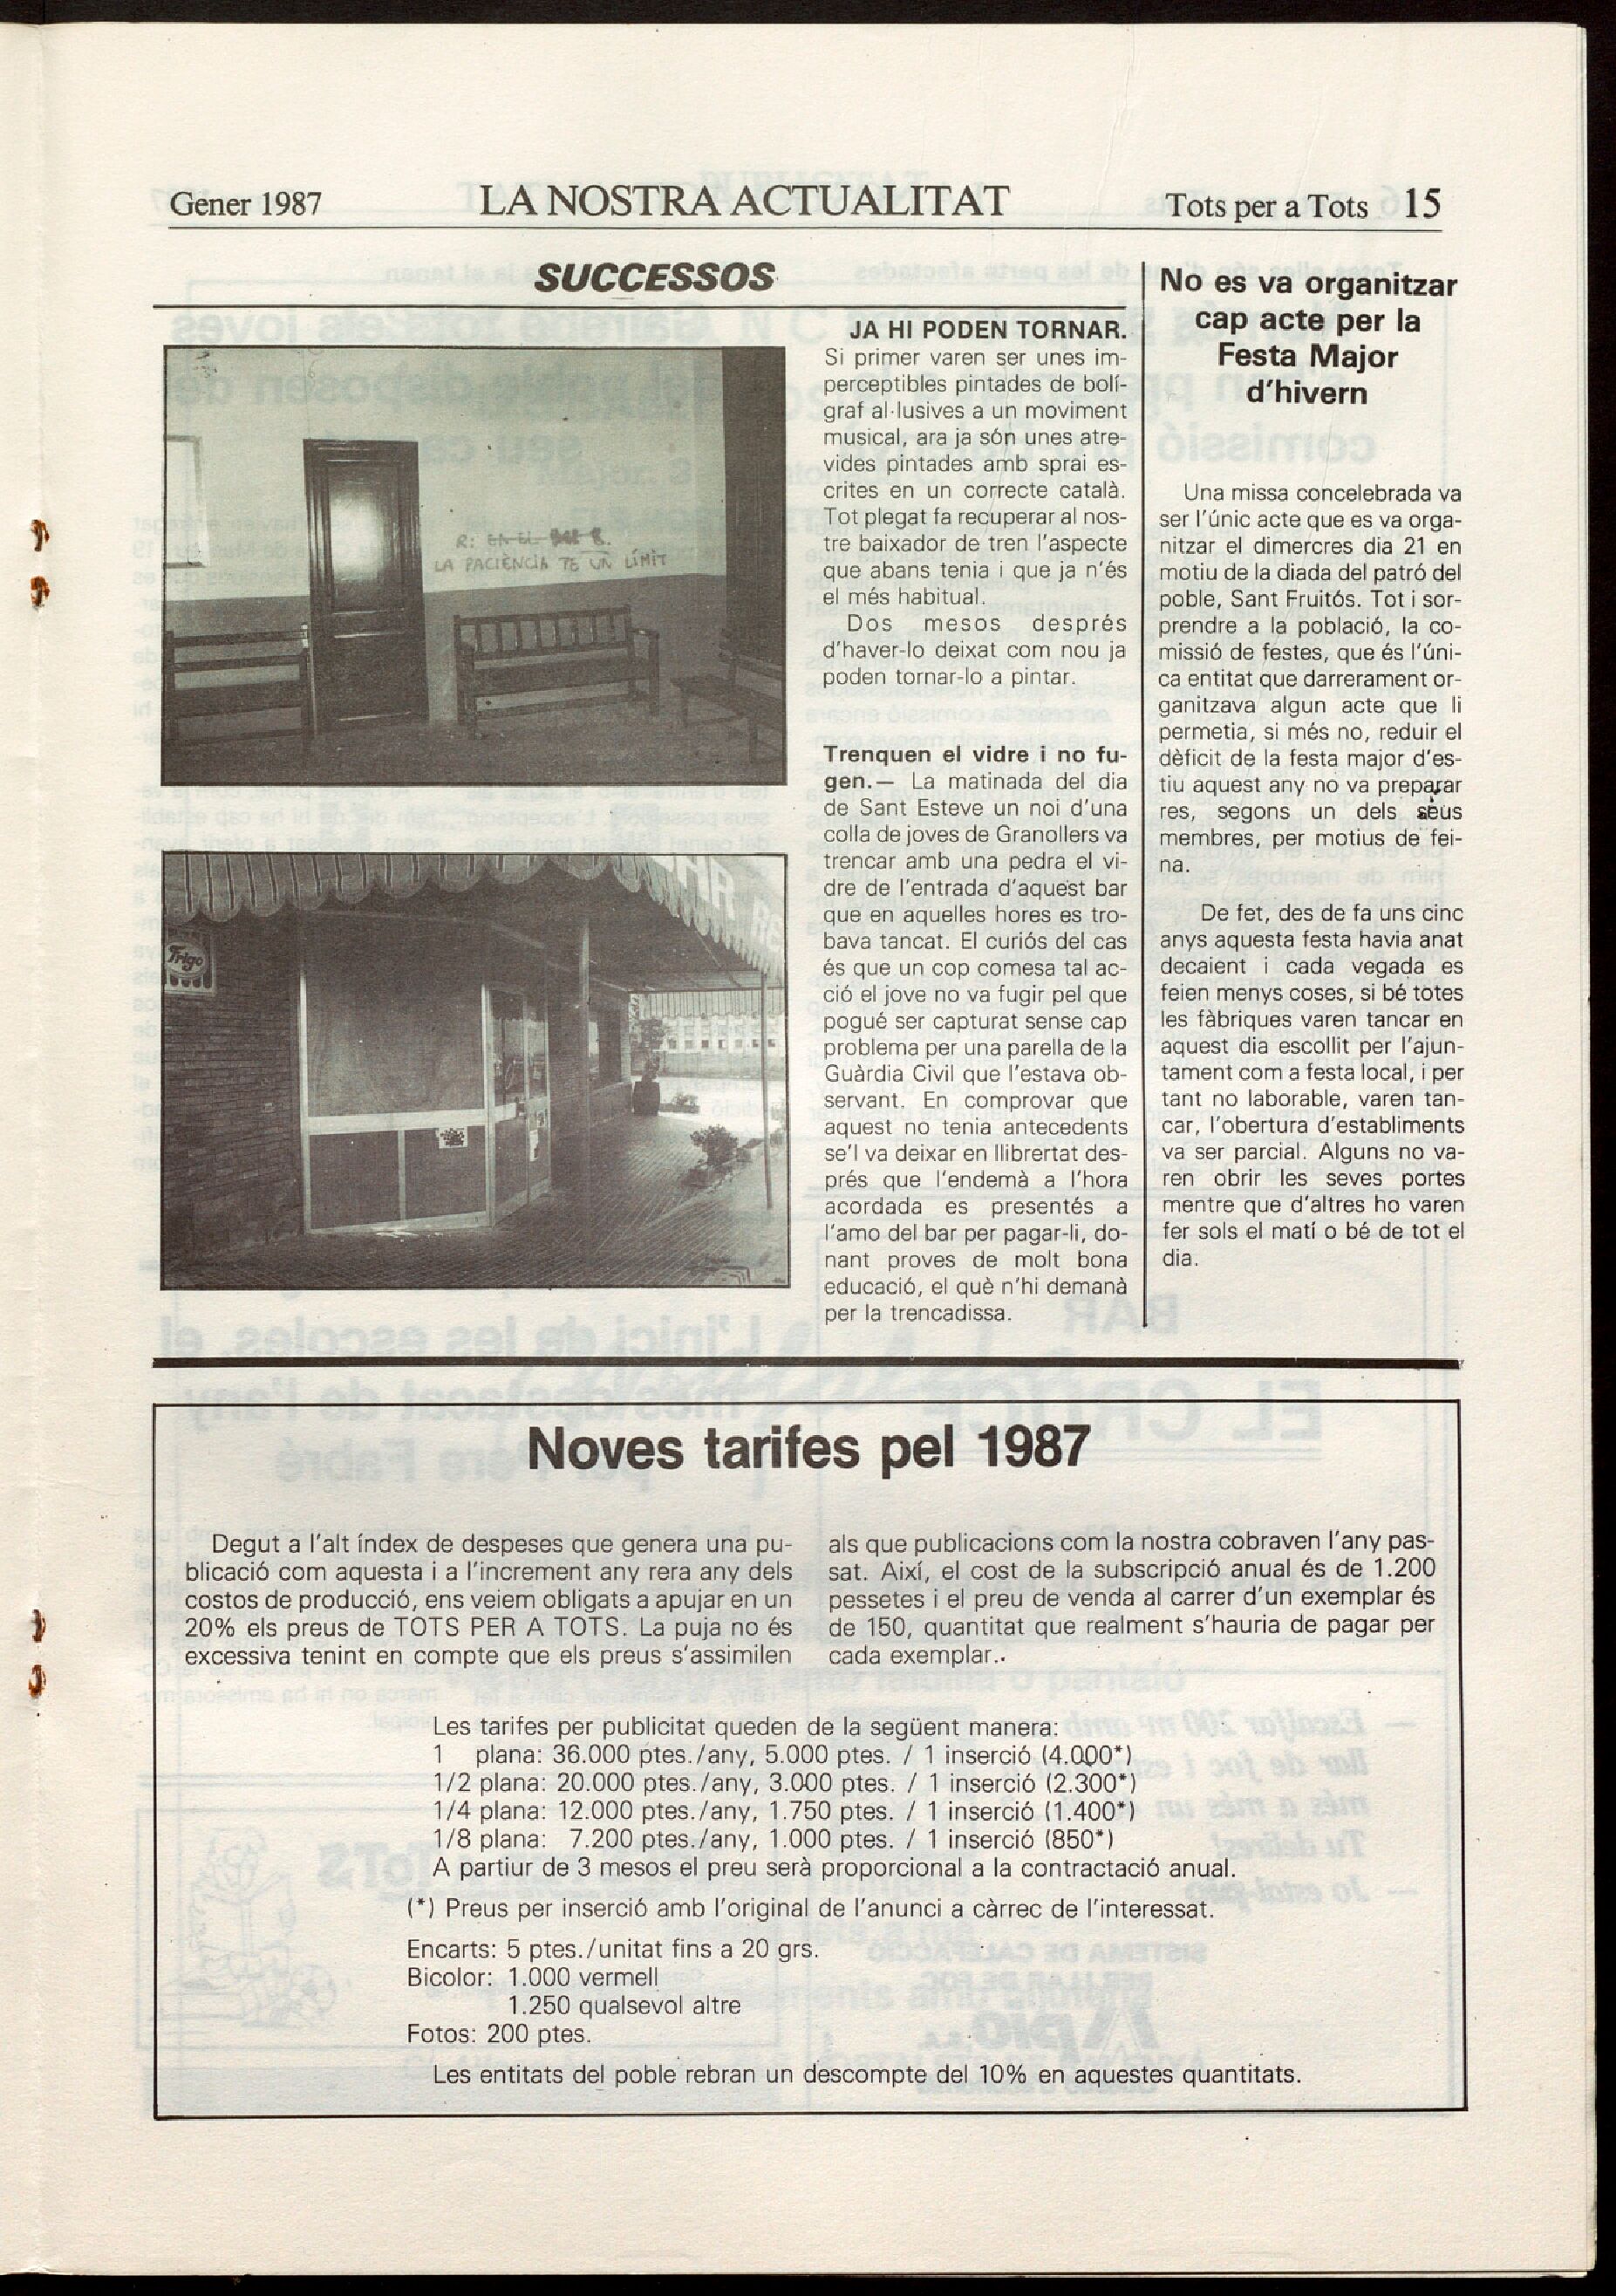 Gener 1987
LA NOSTRA ACTUALITAT
Tots per a Tots 15
SUCCESSOS
R: EN EL BAR R.
LA PACIÈNCIA TE UN LÍMIT
Frigo
JA HI PODEN TORNAR.
Si primer varen ser unes im-
perceptibles pintades de bolí-
graf al·lusives a un moviment
musical, ara ja són unes atre-
vides pintades amb sprai es-
crites en un correcte català.
Tot plegat fa recuperar al nos-
tre baixador de tren l'aspecte
que abans tenia i que ja n'és
el més habitual.
Dos mesos després
d'haver-lo deixat com nou ja
poden tornar-lo a pintar.
Trenquen el vidre i no fu-
gen.— La matinada del dia
de Sant Esteve un noi d'una
colla de joves de Granollers va
trencar amb una pedra el vi-
dre de l'entrada d'aquest bar
que en aquelles hores es tro-
bava tancat. El curiós del cas
és que un cop comesa tal ac-
ció el jove no va fugir pel que
pogué ser capturat sense cap
problema per una parella de la
Guàrdia Civil que l'estava ob-
servant. En comprovar que
aquest no tenia antecedents
se'l va deixar en llibrertat des-
prés que l'endemà a l'hora
acordada es presentés a
l'amo del bar per pagar-li, do-
nant proves de molt bona
educació, el què n'hi demanà
per la trencadissa.
No es va organitzar
cap acte per la
Festa Major
d'hivern
Una missa concelebrada va
ser l'únic acte que es va orga-
nitzar el dimercres dia 21 en
motiu de la diada del patró del
poble, Sant Fruitós. Tot i sor-
prendre a la població, la co-
missió de festes, que és l'úni-
ca entitat que darrerament or-
ganitzava algun acte que li
permetia, si més no, reduir el
dèficit de la festa major d'es-
tiu aquest any no va preparar
res, segons un dels seus
membres, per motius de fei-
na.
De fet, des de fa uns cinc
anys aquesta festa havia anat
decaient i cada vegada es
feien menys coses, si bé totes
les fàbriques varen tancar en
aquest dia escollit per l'ajun-
tament com a festa local, i per
tant no laborable, varen tan-
car, l'obertura d'establiments
va ser parcial. Alguns no va-
ren obrir les seves portes
mentre que d'altres ho varen
fer sols el matí o bé de tot el
dia.
Noves tarifes pel 1987
Degut a l'alt índex de despeses que genera una pu-
blicació com aquesta i a l'increment any rera any dels
costos de producció, ens veiem obligats a apujar en un
20% els preus de TOTS PER A TOTS. La puja no és
excessiva tenint en compte que els preus s'assimilen
als que publicacions com la nostra cobraven l'any pas-
sat. Així, el cost de la subscripció anual és de 1.200
pessetes i el preu de venda al carrer d'un exemplar és
de 150, quantitat que realment s'hauria de pagar per
cada exemplar..
Les tarifes per publicitat queden de la següent manera:
1 plana: 36.000 ptes./any, 5.000 ptes. / 1 inserció (4.000*)
1/2 plana: 20.000 ptes./any, 3.000 ptes. / 1 inserció (2.300*)
1/4 plana: 12.000 ptes./any, 1.750 ptes. / 1 inserció (1.400*)
1/8 plana: 7.200 ptes./any, 1.000 ptes. / 1 inserció (850*)
A partiur de 3 mesos el preu serà proporcional a la contractació anual.
(*) Preus per inserció amb l'original de l'anunci a càrrec de l'interessat.
Encarts: 5 ptes./unitat fins a 20 grs.
Bicolor: 1.000 vermell
1.250 qualsevol altre
Fotos: 200 ptes.
Les entitats del poble rebran un descompte del 10% en aquestes quantitats.